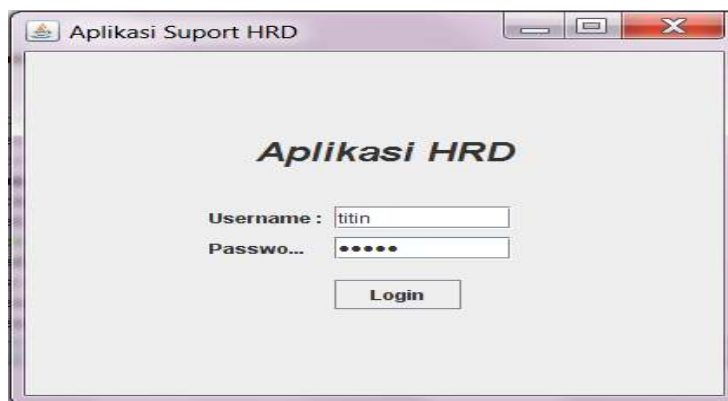 Aplikasi Suport HRD
Aplikasi HRD
Username : titin
Passwo... •••••
Login